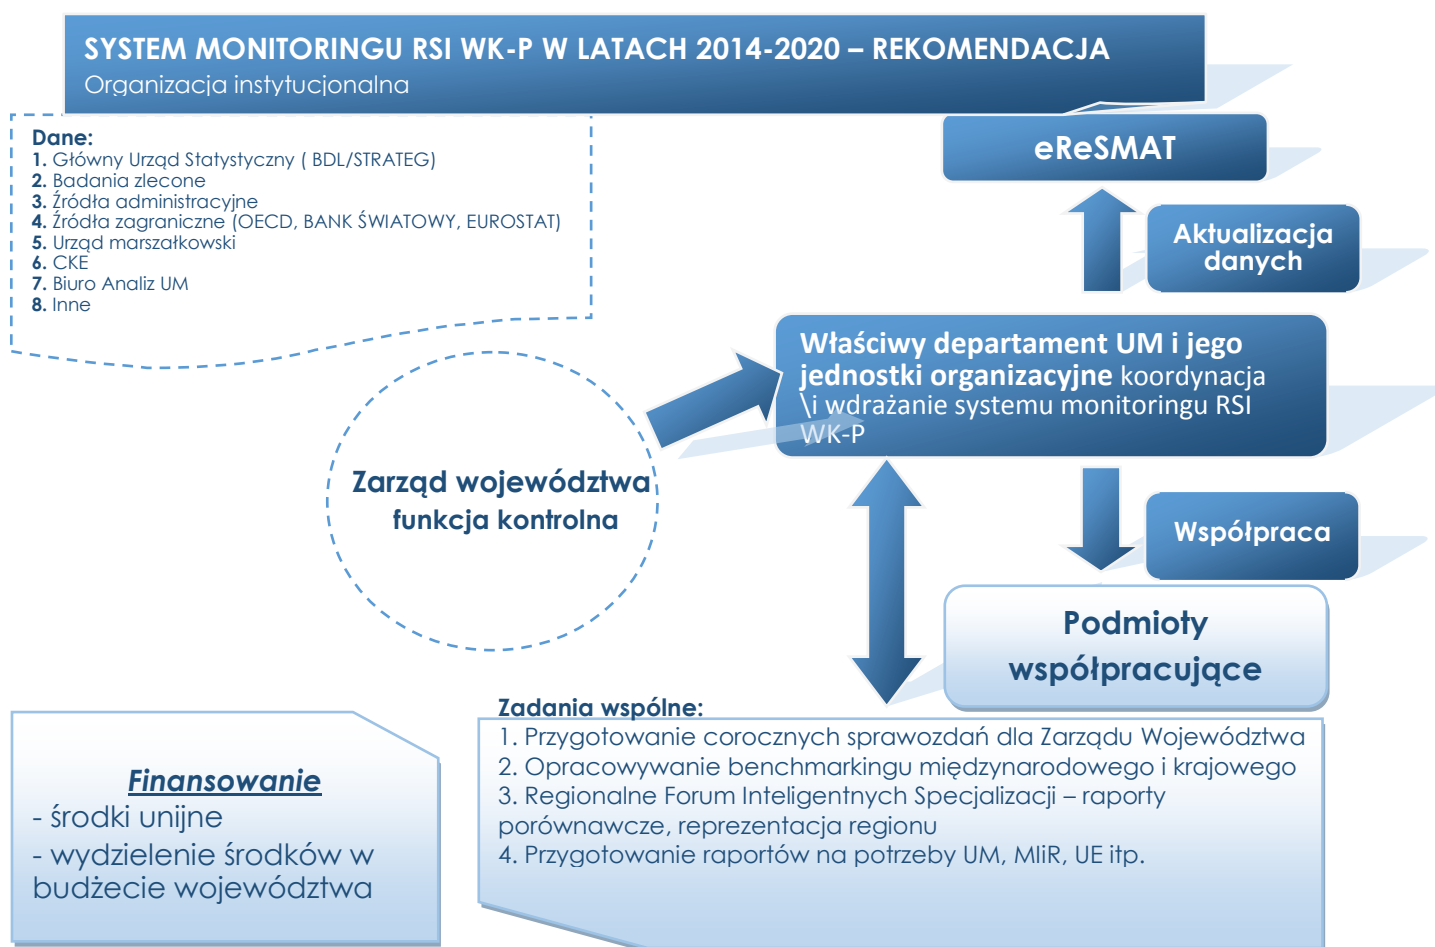 SYSTEM MONITORINGU RSI WK-P W LATACH 2014-2020 – REKOMENDACJA
Organizacja instytucjonalna
Dane:
1. Główny Urząd Statystyczny ( BDL/STRATEG)
2. Badania zlecone
3. Źródła administracyjne
4. Źródła zagraniczne (OECD, BANK ŚWIATOWY, EUROSTAT)
5. Urząd marszałkowski
6. CKE
7. Biuro Analiz UM
8. Inne
eReSMAT
Aktualizacja
danych
Właściwy departament UM i jego
jednostki organizacyjne koordynacja
\i wdrażanie systemu monitoringu RSI
WK-P
Zarząd województwa
funkcja kontrolna
Współpraca
Podmioty
współpracujące
Zadania wspólne:
1. Przygotowanie corocznych sprawozdań dla Zarządu Województwa
2. Opracowywanie benchmarkingu międzynarodowego i krajowego
3. Regionalne Forum Inteligentnych Specjalizacji – raporty
porównawcze, reprezentacja regionu
4. Przygotowanie raportów na potrzeby UM, MIiR, UE itp.
Finansowanie
- środki unijne
- wydzielenie środków w
budżecie województwa